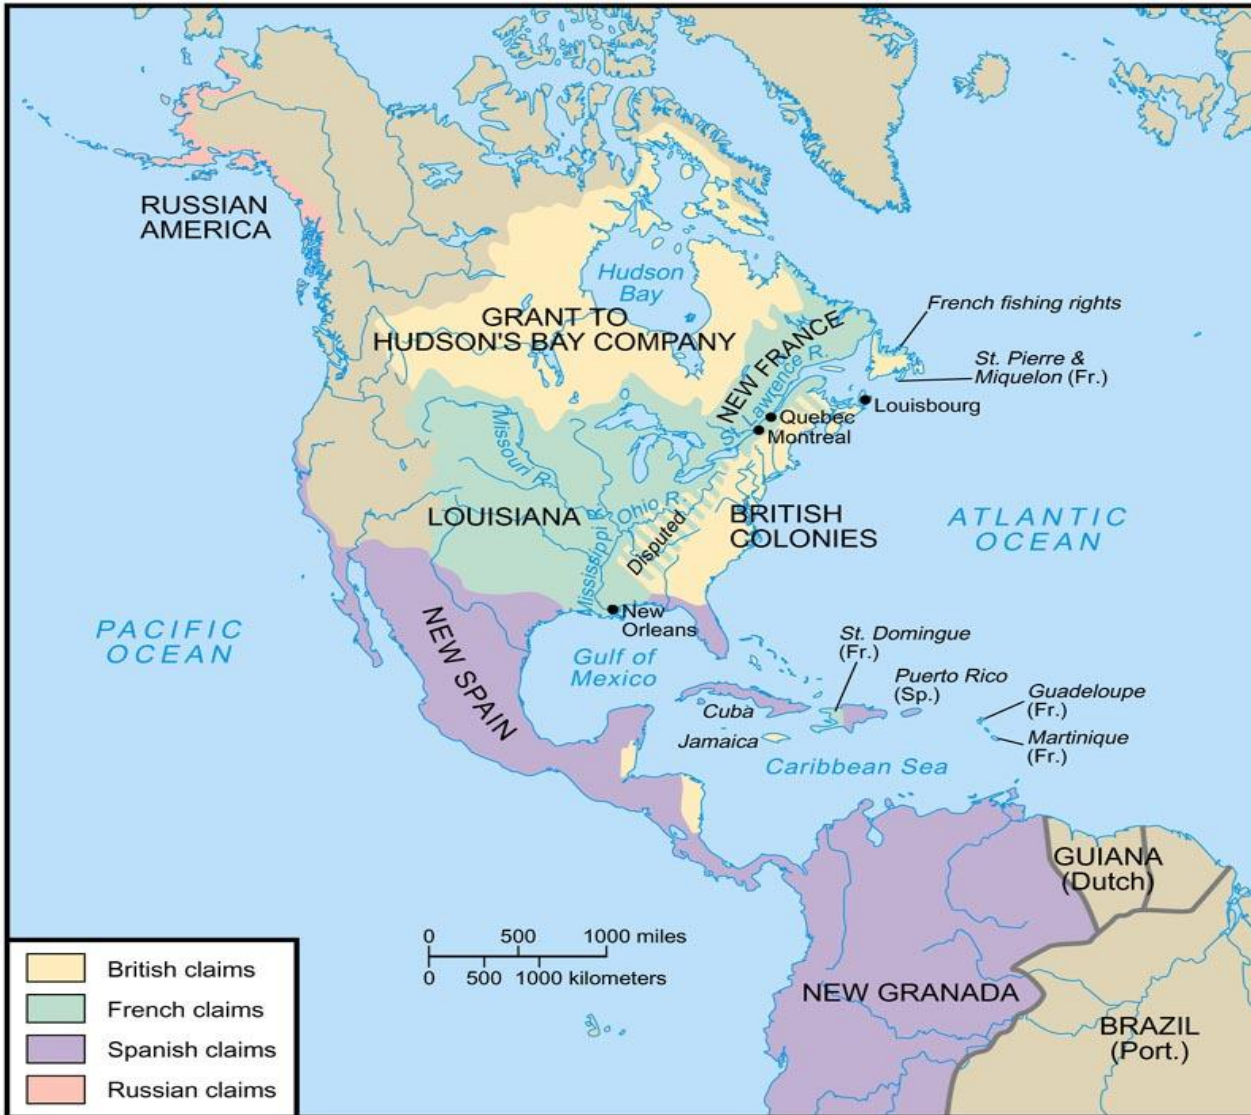 RUSSIAN
AMERICA
Hudson
Bay
GRANT TO
HUDSON'S BAY COMPANY
NEW FRANCE
St. Lawrence R.
French fishing rights
St. Pierre &
Miquelon (Fr.)
Louisbourg
Quebec
Montreal
Missouri R.
LOUISIANA
Ohio R.
Mississippi R.
Disputed
BRITISH
COLONIES
ATLANTIC
OCEAN
PACIFIC
OCEAN
NEW SPAIN
New
Orleans
Gulf of
Mexico
St. Domingue
(Fr.)
Puerto Rico
(Sp.)
Guadeloupe
(Fr.)
Cuba
Jamaica
Martinique
(Fr.)
Caribbean Sea
GUIANA
(Dutch)
NEW GRANADA
BRAZIL
(Port.)
0 500 1000 miles
0 500 1000 kilometers
British claims
French claims
Spanish claims
Russian claims